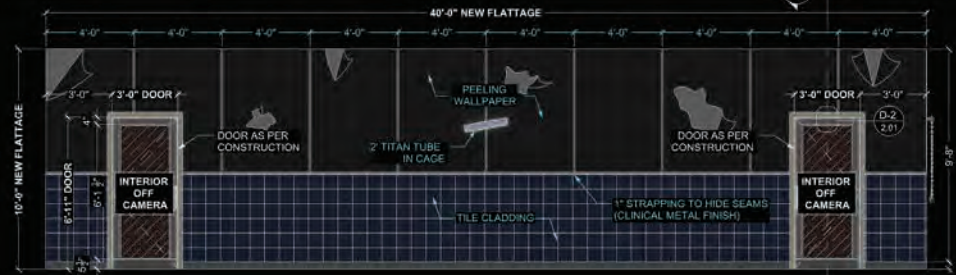 40'-0" NEW FLATTAGE
4'-0" 4'-0" 4'-0" 4'-0" 4'-0" 4'-0" 4'-0" 4'-0" 4'-0" 4'-0"
3'-0" 3'-0" DOOR
PEELING
WALLPAPER
3'-0" DOOR 3'-0"
4"
D-2
2.01
DOOR AS PER
CONSTRUCTION
2' TITAN TUBE
IN CAGE
DOOR AS PER
CONSTRUCTION
10'-0" NEW FLATTAGE
6'-11" DOOR
6'-1 1/2"
9'-8"
INTERIOR
OFF
CAMERA
1" STRAPPING TO HIDE SEAMS
(CLINICAL METAL FINISH)
INTERIOR
OFF
CAMERA
TILE CLADDING